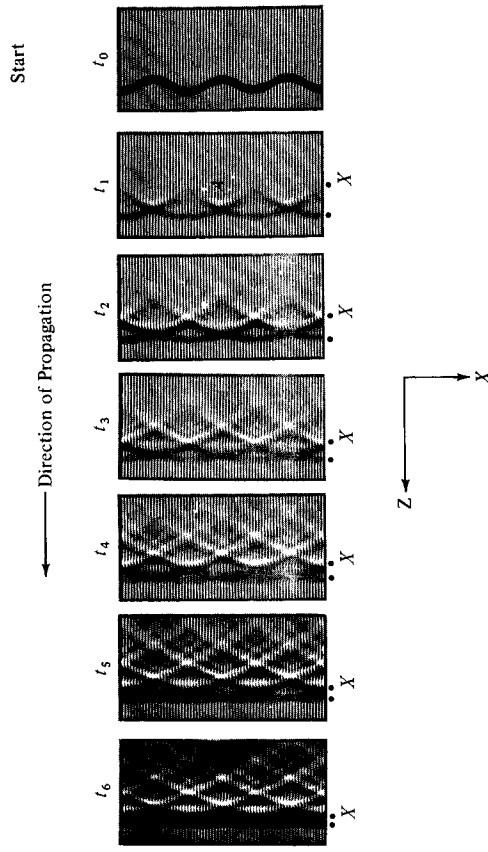 Start
t₀
t₁
X
t₂
X
t₃
X
t₄
X
t₅
X
t₆
X
Direction of Propagation
Z
X